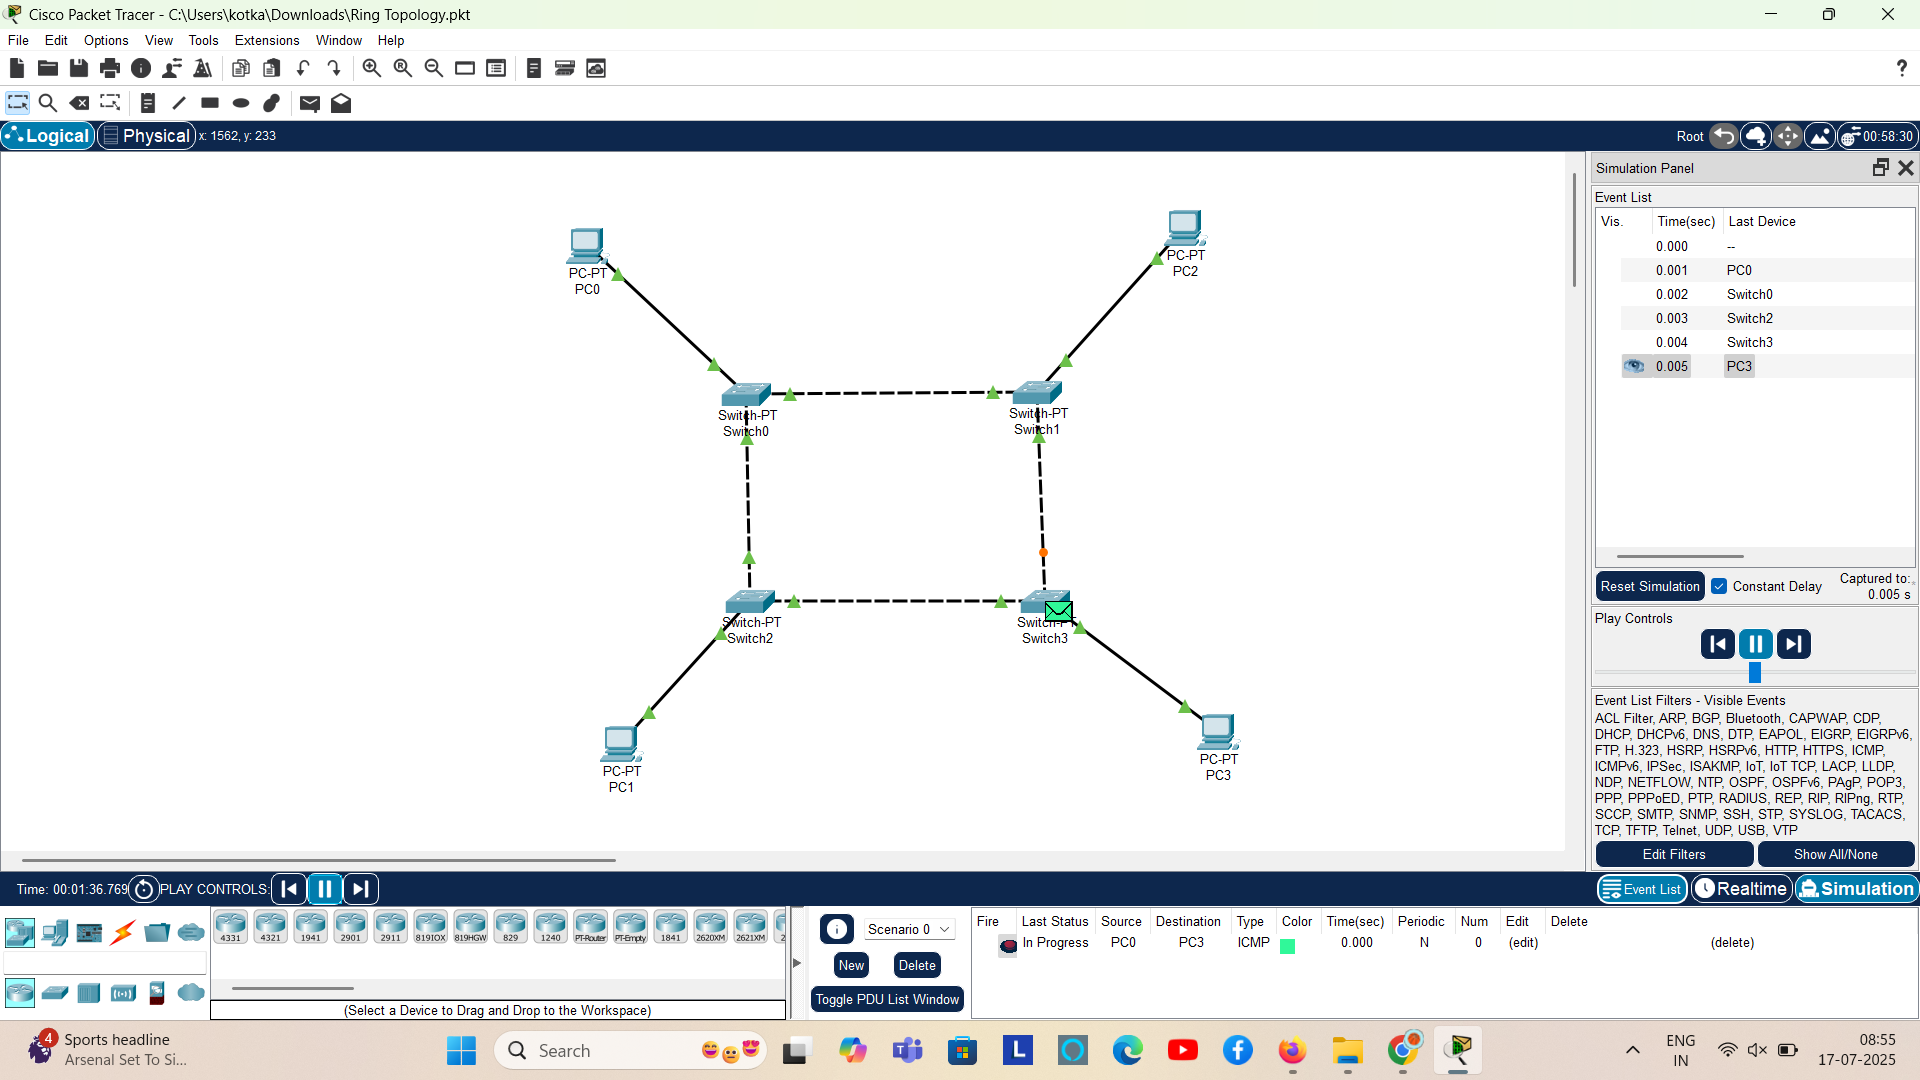 Cisco Packet Tracer - C:\Users\kotka\Downloads\Ring Topology.pkt
File Edit Options View Tools Extensions Window Help
Logical Physical x: 1562, y: 233
Root 00:58:30
PC-PT
PC0
PC-PT
PC2
Switch-PT
Switch0
Switch-PT
Switch1
Switch-PT
Switch2
Switch-PT
Switch3
PC-PT
PC1
PC-PT
PC3
Simulation Panel
Event List
Vis. Time(sec) Last Device
0.000 --
0.001 PC0
0.002 Switch0
0.003 Switch2
0.004 Switch3
0.005 PC3
Reset Simulation Constant Delay Captured to:
0.005 s
Play Controls
Event List Filters - Visible Events
ACL Filter, ARP, BGP, Bluetooth, CAPWAP, CDP,
DHCP, DHCPv6, DNS, DTP, EAPOL, EIGRP, EIGRPv6,
FTP, H.323, HSRP, HSRPv6, HTTP, HTTPS, ICMP,
ICMPv6, IPSec, ISAKMP, IoT, IoT TCP, LACP, LLDP,
NDP, NETFLOW, NTP, OSPF, OSPFv6, PAgP, POP3,
PPP, PPPoED, PTP, RADIUS, REP, RIP, RIPng, RTP,
SCCP, SMTP, SNMP, SSH, STP, SYSLOG, TACACS,
TCP, TFTP, Telnet, UDP, USB, VTP
Edit Filters Show All/None
Time: 00:01:36.769 PLAY CONTROLS:
Event List Realtime Simulation
4331 4321 1941 2901 2911 819IOX 819HGW 829 1240 PT-Router PT-Empty 1841 2620XM 2621XM 2
(Select a Device to Drag and Drop to the Workspace)
Scenario 0
New Delete
Toggle PDU List Window
Fire Last Status Source Destination Type Color Time(sec) Periodic Num Edit Delete
In Progress PC0 PC3 ICMP 0.000 N 0 (edit) (delete)
4
Sports headline
Arsenal Set To Si...
Search
L
ENG
IN
08:55
17-07-2025